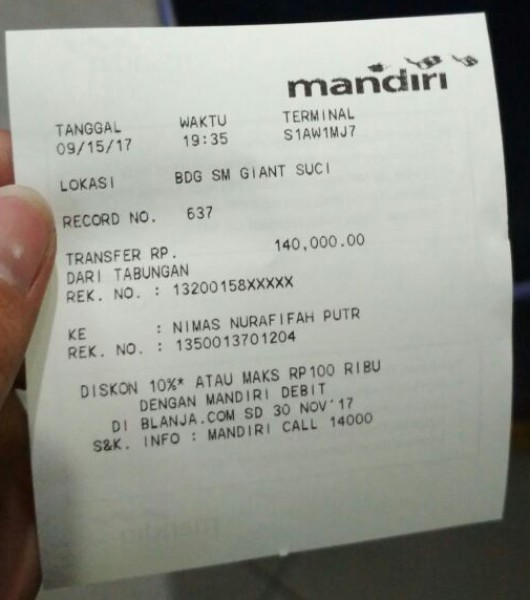 mandiri
TANGGAL WAKTU TERMINAL
09/15/17 19:35 S1AW1MJ7
LOKASI BDG SM GIANT SUCI
RECORD NO. 637
TRANSFER RP. 140,000.00
DARI TABUNGAN
REK. NO. : 13200158XXXXX
KE : NIMAS NURAFIFAH PUTR
REK. NO. : 1350013701204
DISKON 10%* ATAU MAKS RP100 RIBU
DENGAN MANDIRI DEBIT
DI BLANJA.COM SD 30 NOV'17
S&K. INFO : MANDIRI CALL 14000